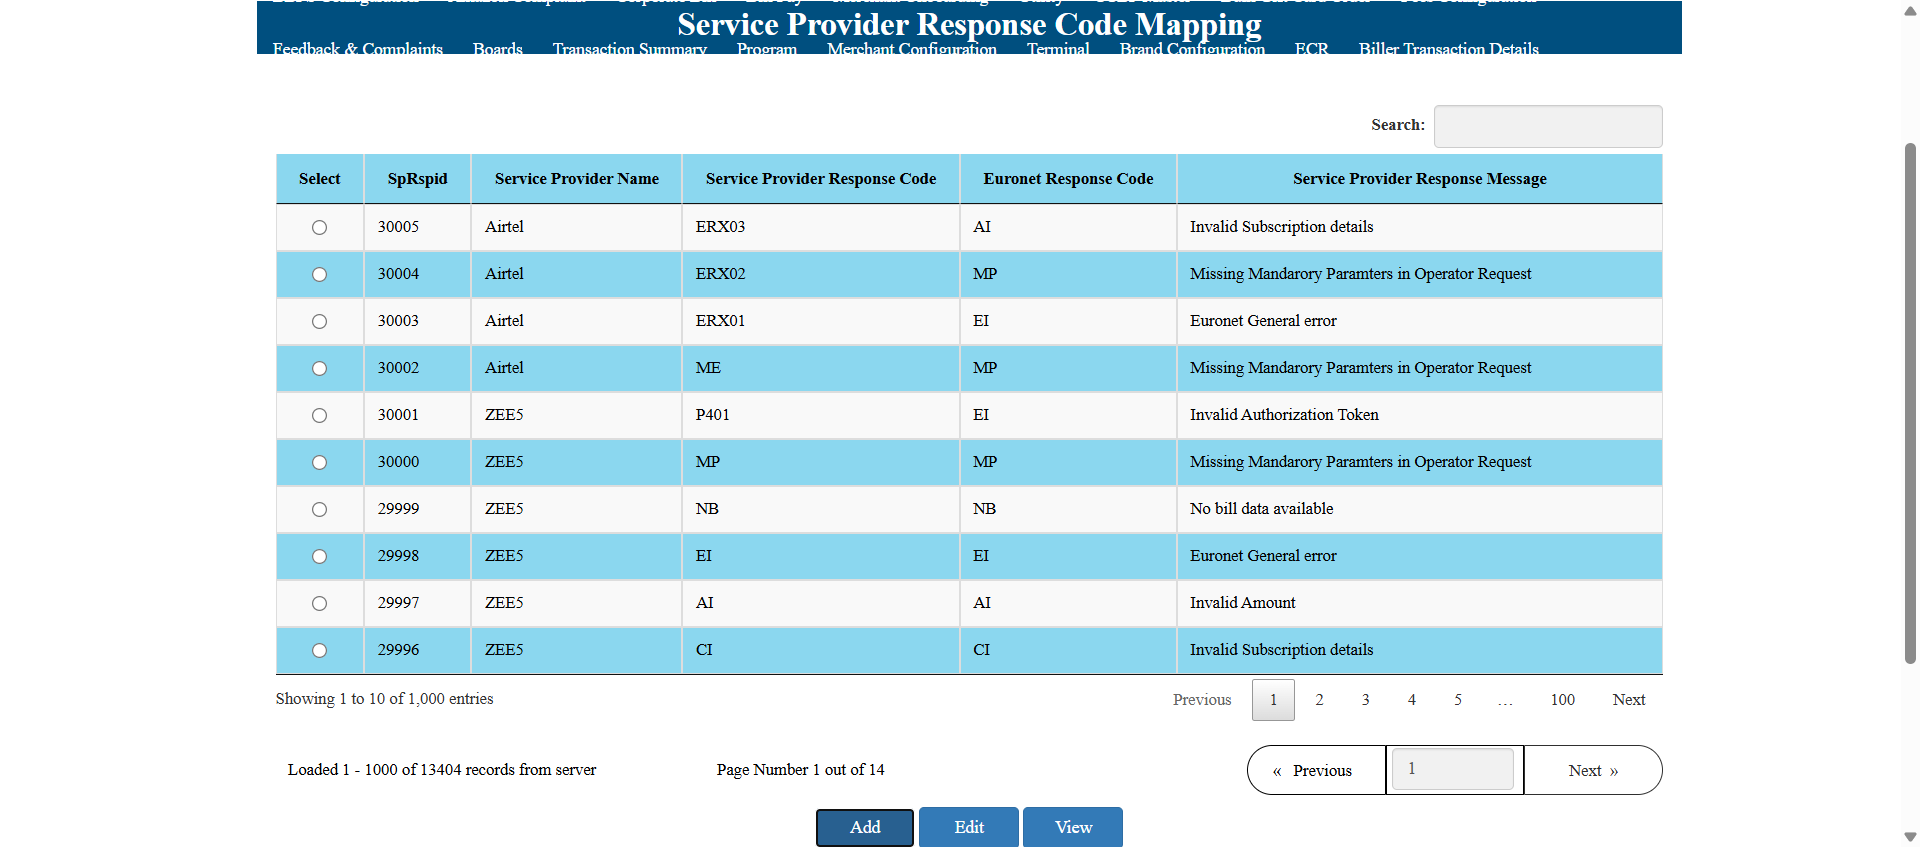 Service Provider Response Code Mapping
Feedback & Complaints Boards Transaction Summary Program Merchant Configuration Terminal Brand Configuration ECR Biller Transaction Details
Search:
Select SpRspid Service Provider Name Service Provider Response Code Euronet Response Code Service Provider Response Message
30005 Airtel ERX03 AI Invalid Subscription details
30004 Airtel ERX02 MP Missing Mandarory Paramters in Operator Request
30003 Airtel ERX01 EI Euronet General error
30002 Airtel ME MP Missing Mandarory Paramters in Operator Request
30001 ZEE5 P401 EI Invalid Authorization Token
30000 ZEE5 MP MP Missing Mandarory Paramters in Operator Request
29999 ZEE5 NB NB No bill data available
29998 ZEE5 EI EI Euronet General error
29997 ZEE5 AI AI Invalid Amount
29996 ZEE5 CI CI Invalid Subscription details
Showing 1 to 10 of 1,000 entries Previous 1 2 3 4 5 … 100 Next
Loaded 1 - 1000 of 13404 records from server Page Number 1 out of 14 « Previous 1 Next »
Add Edit View